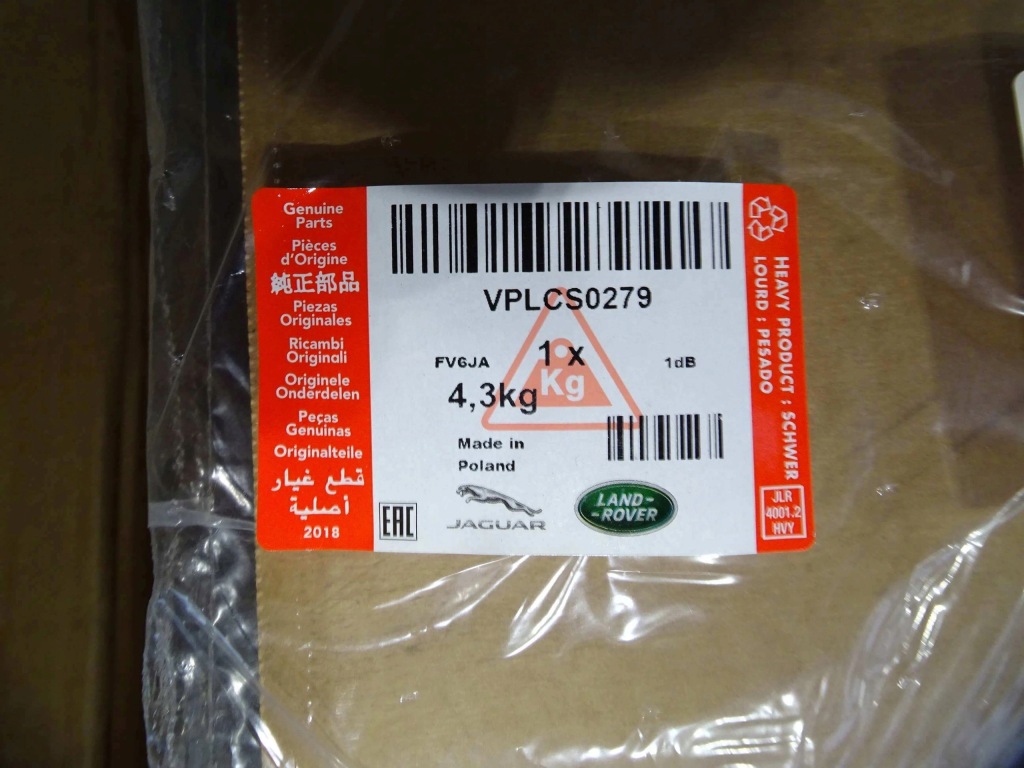 Genuine
Parts
Pièces
d'Origine
純正部品
Piezas
Originales
Ricambi
Originali
Originele
Onderdelen
Peças
Genuinas
Originalteile
قطع غيار
أصلية
2018
VPLCS0279
FV6JA
1 x
1dB
Kg
4,3kg
Made in
Poland
EAC
JAGUAR
LAND-
-ROVER
HEAVY PRODUCT : SCHWER
LOURD : PESADO
JLR
4001.2
HVY